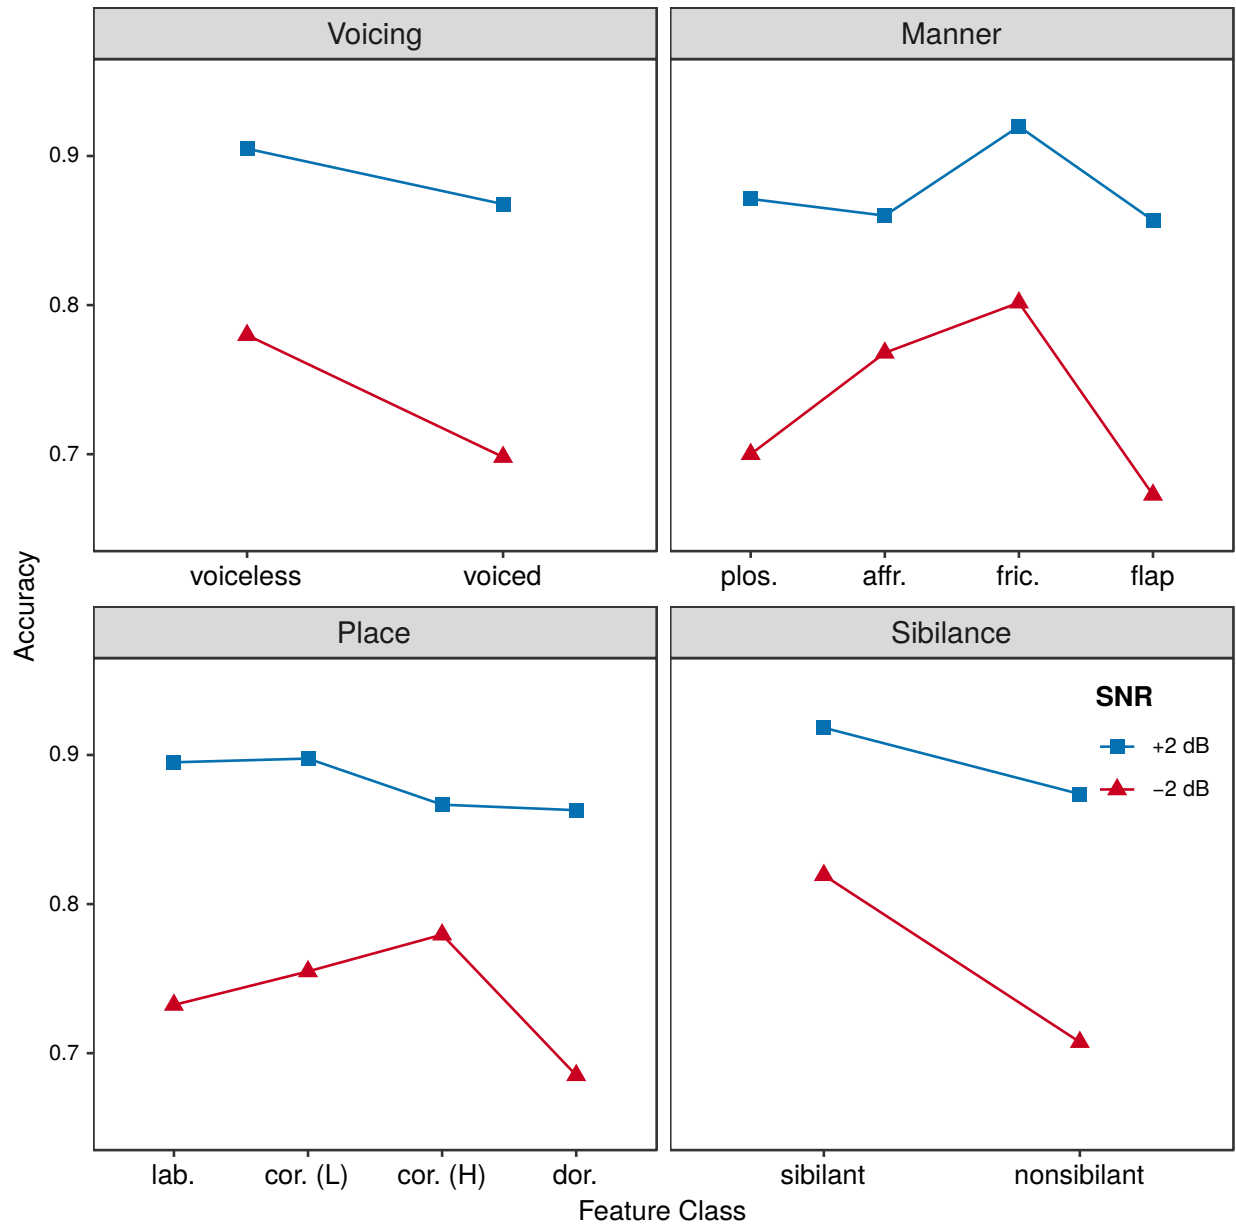 Voicing
Manner
0.9
0.8
0.7
voiceless voiced
plos. affr. fric. flap
Accuracy
Place
Sibilance
SNR
+2 dB
−2 dB
0.9
0.8
0.7
lab. cor. (L) cor. (H) dor.
sibilant nonsibilant
Feature Class